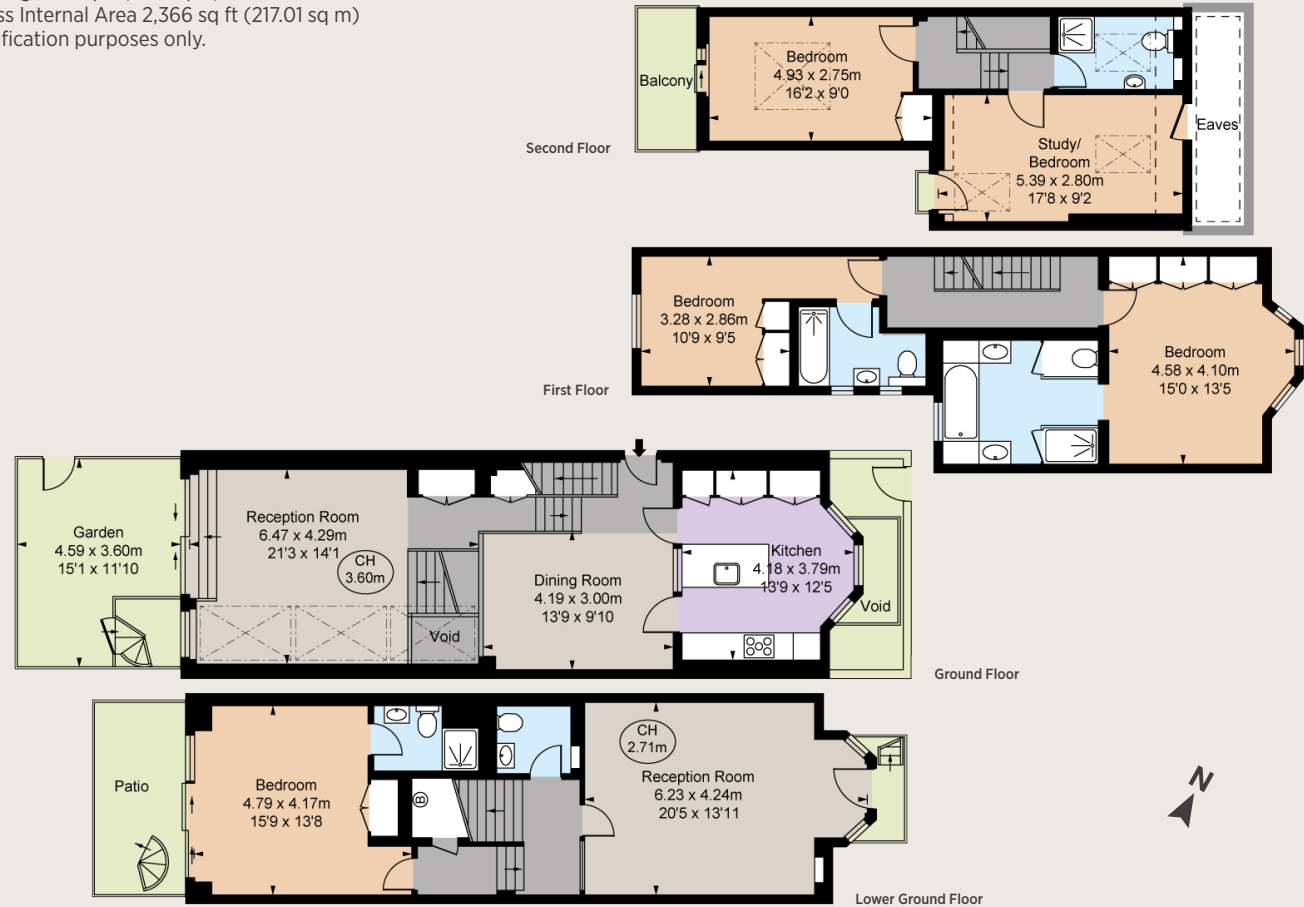 ss Internal Area 2,366 sq ft (217.01 sq m)
ification purposes only.
Balcony
Bedroom
4.93 x 2.75m
16'2 x 9'0
Eaves
Study/
Bedroom
5.39 x 2.80m
17'8 x 9'2
Second Floor
Bedroom
3.28 x 2.86m
10'9 x 9'5
Bedroom
4.58 x 4.10m
15'0 x 13'5
First Floor
Garden
4.59 x 3.60m
15'1 x 11'10
Reception Room
6.47 x 4.29m
21'3 x 14'1
CH
3.60m
Void
Dining Room
4.19 x 3.00m
13'9 x 9'10
Kitchen
4.18 x 3.79m
13'9 x 12'5
Void
Ground Floor
Patio
Bedroom
4.79 x 4.17m
15'9 x 13'8
B
CH
2.71m
Reception Room
6.23 x 4.24m
20'5 x 13'11
N
Lower Ground Floor